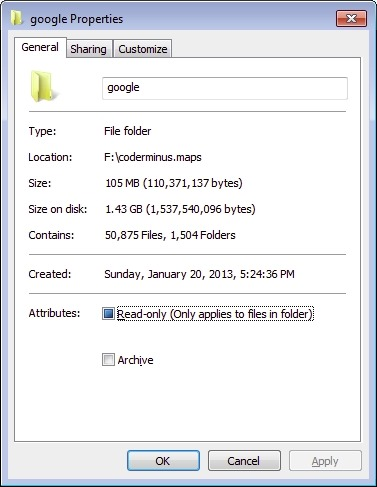 google Properties
General Sharing Customize
google
Type: File folder
Location: F:\coderminus.maps
Size: 105 MB (110,371,137 bytes)
Size on disk: 1.43 GB (1,537,540,096 bytes)
Contains: 50,875 Files, 1,504 Folders
Created: Sunday, January 20, 2013, 5:24:36 PM
Attributes: Read-only (Only applies to files in folder)
Archive
OK Cancel Apply